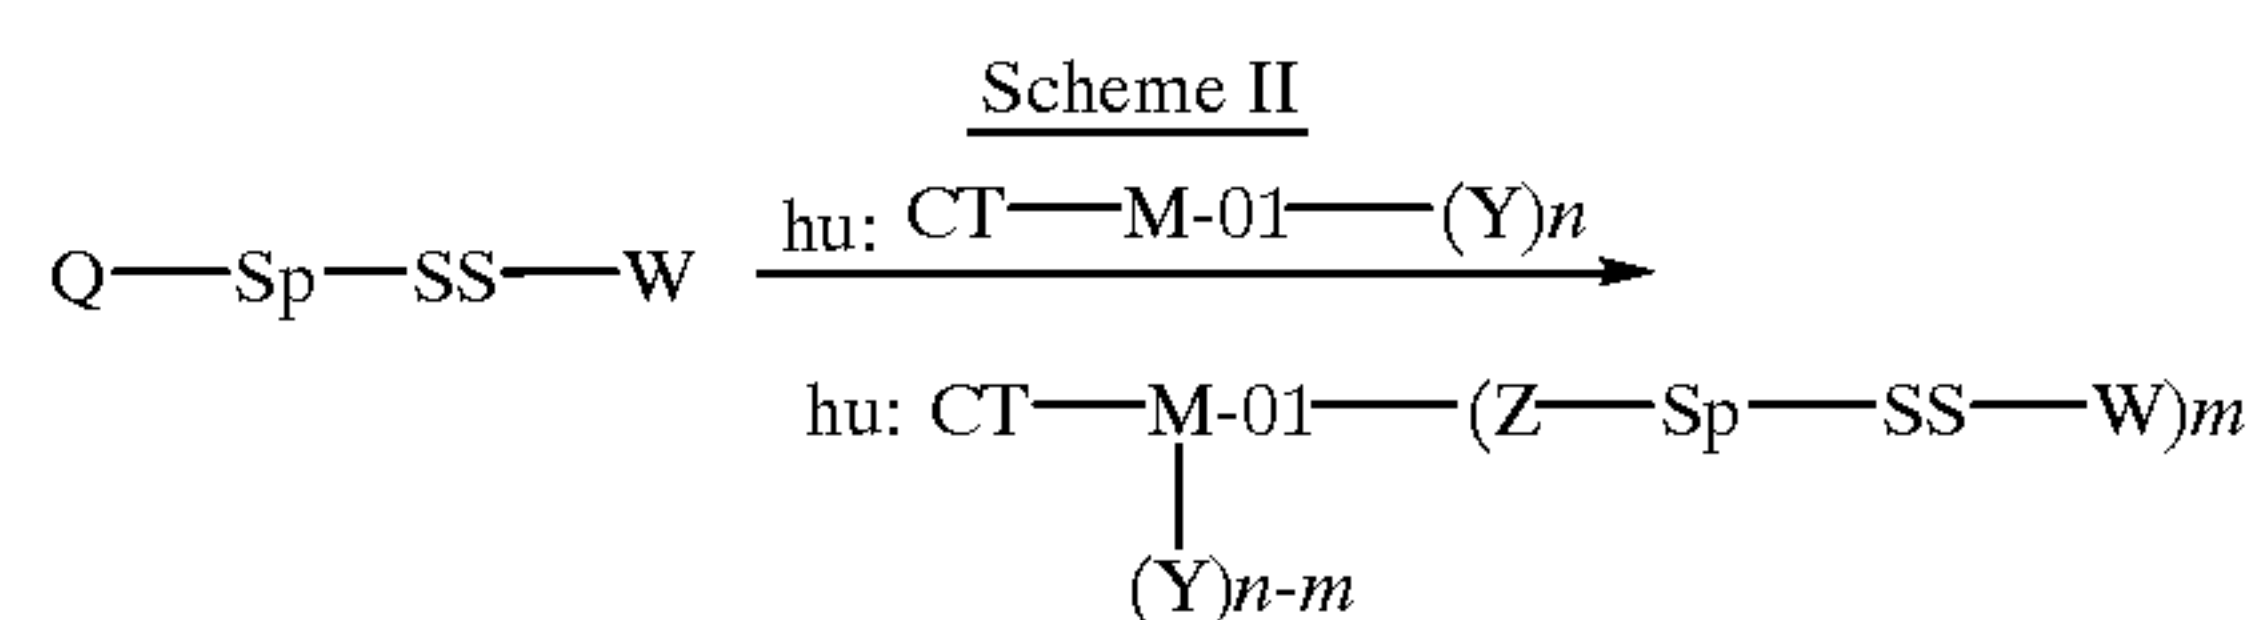 Scheme II
hu: CT—M-01—(Y)n
Q—Sp—SS—W
hu: CT—M-01—(Z—Sp—SS—W)m
(Y)n-m